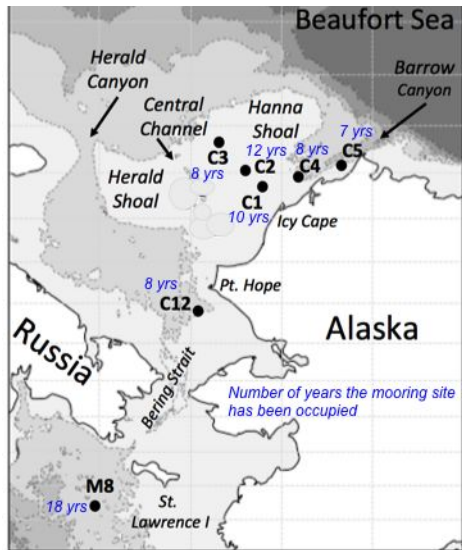 Beaufort Sea
Herald
Canyon
Barrow
Canyon
Central
Channel
Hanna
Shoal
7 yrs
12 yrs
8 yrs
C3
C2
C4
C5
8 yrs
Herald
Shoal
C1
10 yrs
Icy Cape
8 yrs
Pt. Hope
C12
Alaska
Russia
Bering Strait
Number of years the mooring site
has been occupied
M8
18 yrs
St.
Lawrence I